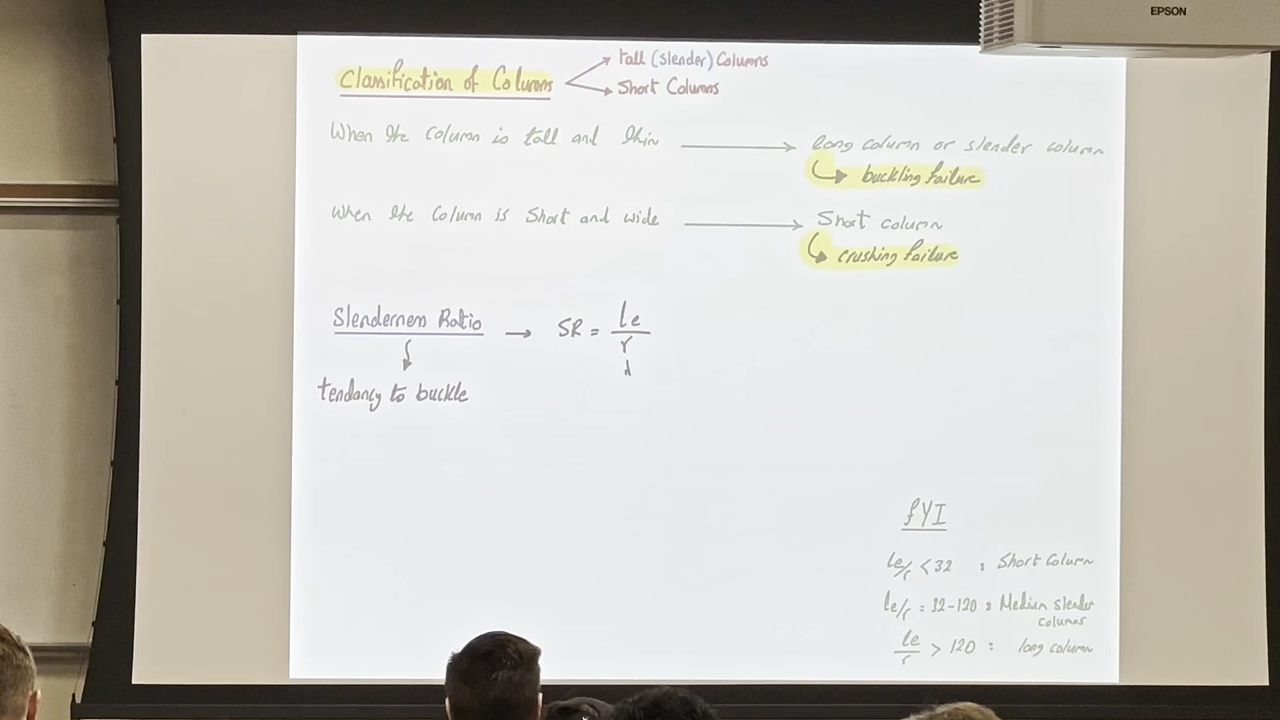 EPSON
Classification of Columns
tall (slender) Columns
Short Columns
When the Column is tall and thin
long column or slender column
buckling failure
When the Column is Short and wide
Short column
crushing failure
Slenderness Ratio → SR = le/r
tendancy to buckle
FYI
le/r < 32 : Short Column
le/r = 32-120 : Medium slender
columns
le/r > 120 : long column